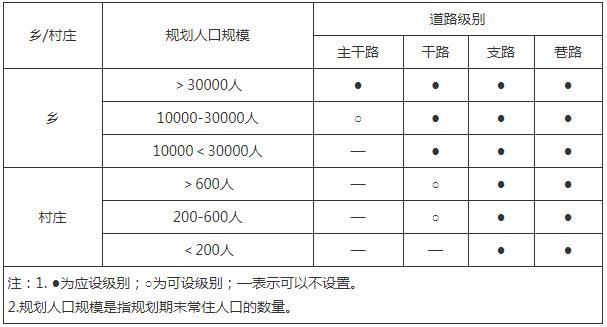 乡/村庄 规划人口规模 道路级别
主干路 干路 支路 巷路
乡 >30000人 ● ● ● ●
10000-30000人 ○ ● ● ●
10000<30000人 — ● ● ●
村庄 >600人 — ○ ● ●
200-600人 — ○ ● ●
<200人 — — ● ●
注：1. ●为应设级别；○为可设级别；—表示可以不设置。
2.规划人口规模是指规划期末常住人口的数量。